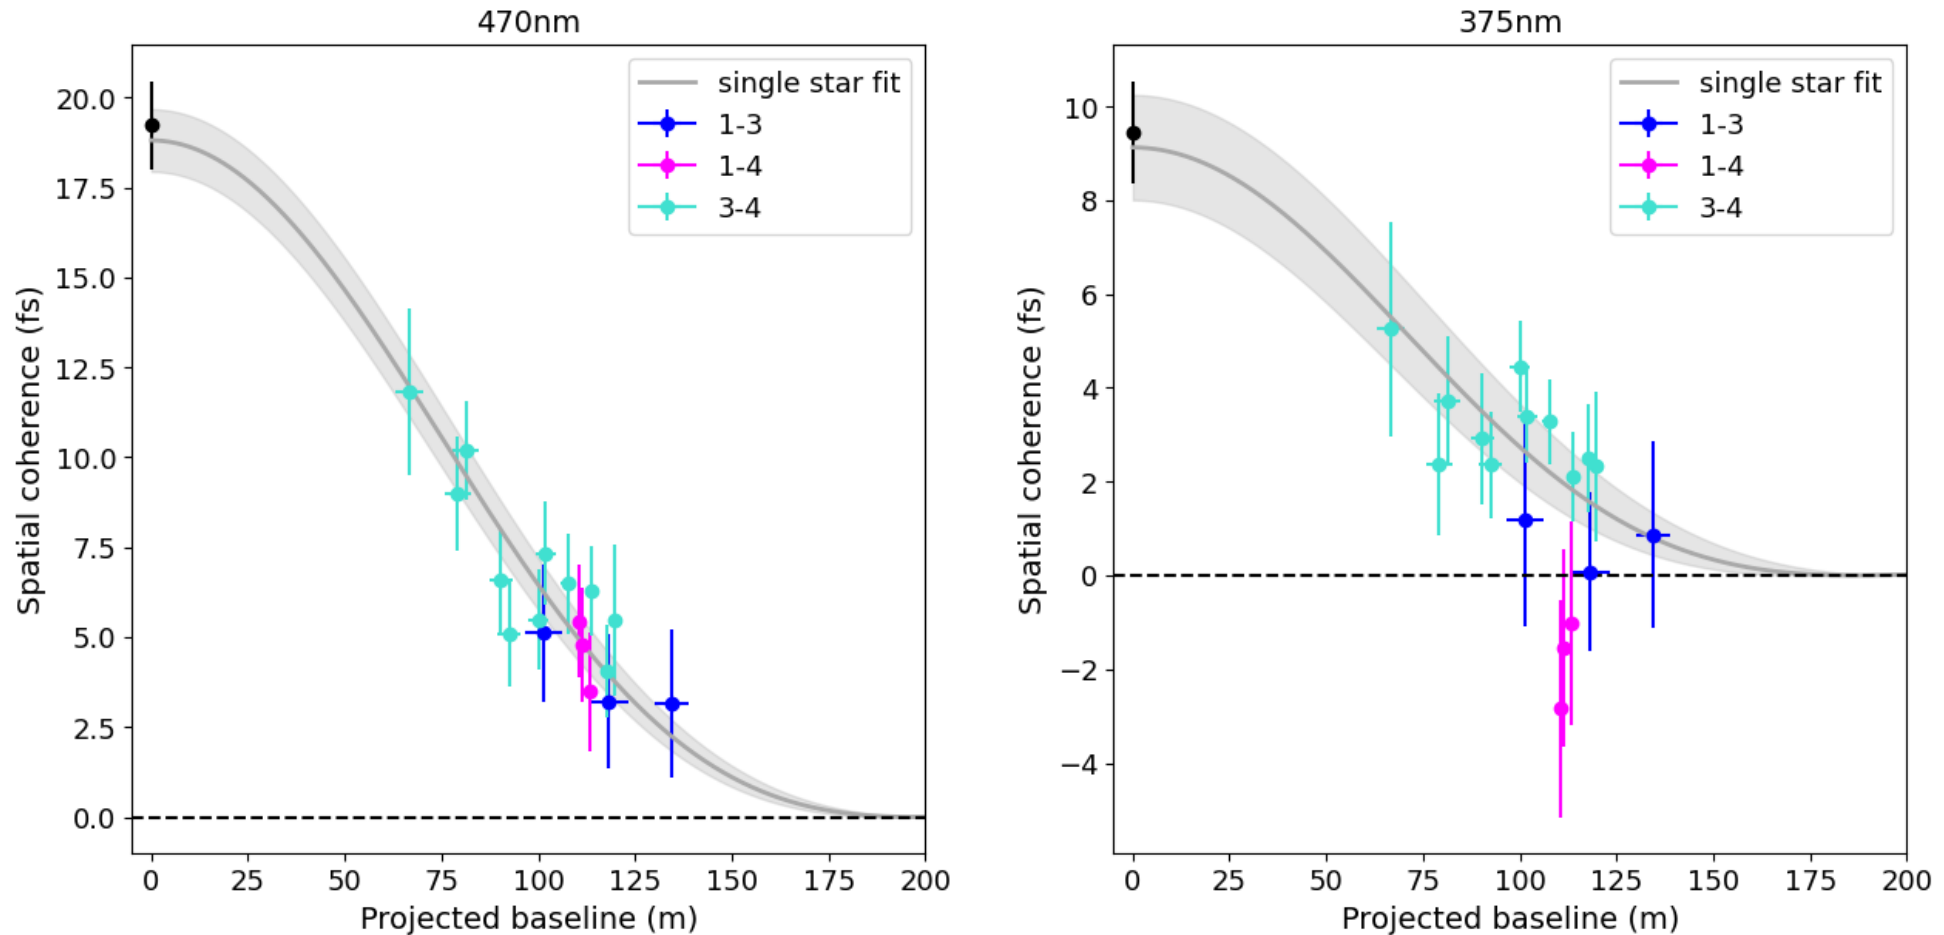 470nm
Spatial coherence (fs)
20.0
17.5
15.0
12.5
10.0
7.5
5.0
2.5
0.0
single star fit
1-3
1-4
3-4
0 25 50 75 100 125 150 175 200
Projected baseline (m)
375nm
Spatial coherence (fs)
10
8
6
4
2
0
−2
−4
single star fit
1-3
1-4
3-4
0 25 50 75 100 125 150 175 200
Projected baseline (m)